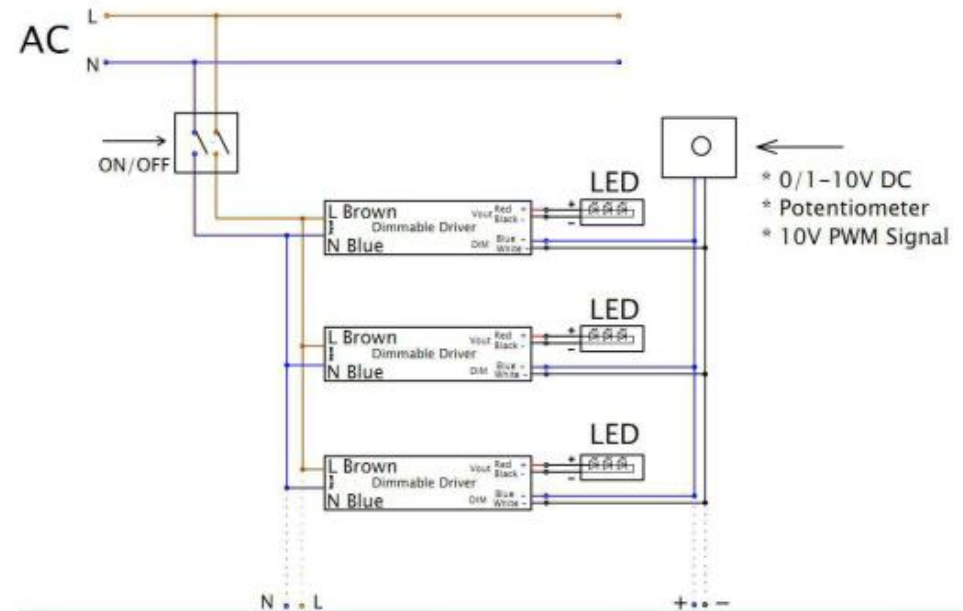 L
AC
N
ON/OFF
* 0/1-10V DC
* Potentiometer
* 10V PWM Signal
LED
+
-
L Brown
Dimmable Driver
N Blue
Vout Red +
Black -
DIM Blue +
White -
LED
+
-
L Brown
Dimmable Driver
N Blue
Vout Red +
Black -
DIM Blue +
White -
LED
+
-
L Brown
Dimmable Driver
N Blue
Vout Red +
Black -
DIM Blue +
White -
N L
+ -